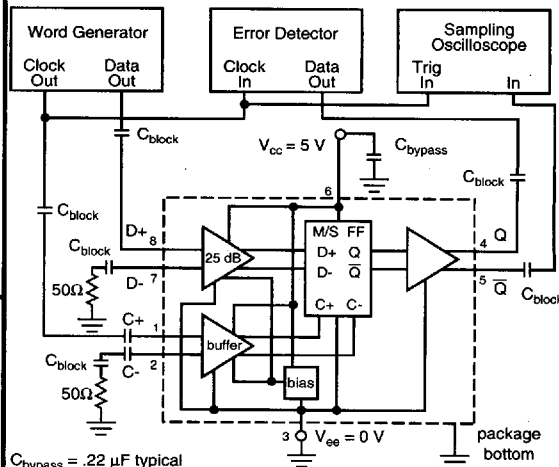 Word Generator
Clock Out
Data Out
Error Detector
Clock In
Data Out
Sampling Oscilloscope
Trig In
In
Cblock
Vcc = 5 V
Cbypass
6
Cblock
Cblock
D+
8
25 dB
M/S FF
D+ Q
D- Q̅
C+ C-
4
Q
5
Q̅
Cblock
Cblock
D-
7
50Ω
C+
1
buffer
Cblock
2
C-
50Ω
bias
3
Vee = 0 V
package bottom
Cbypass = .22 µF typical